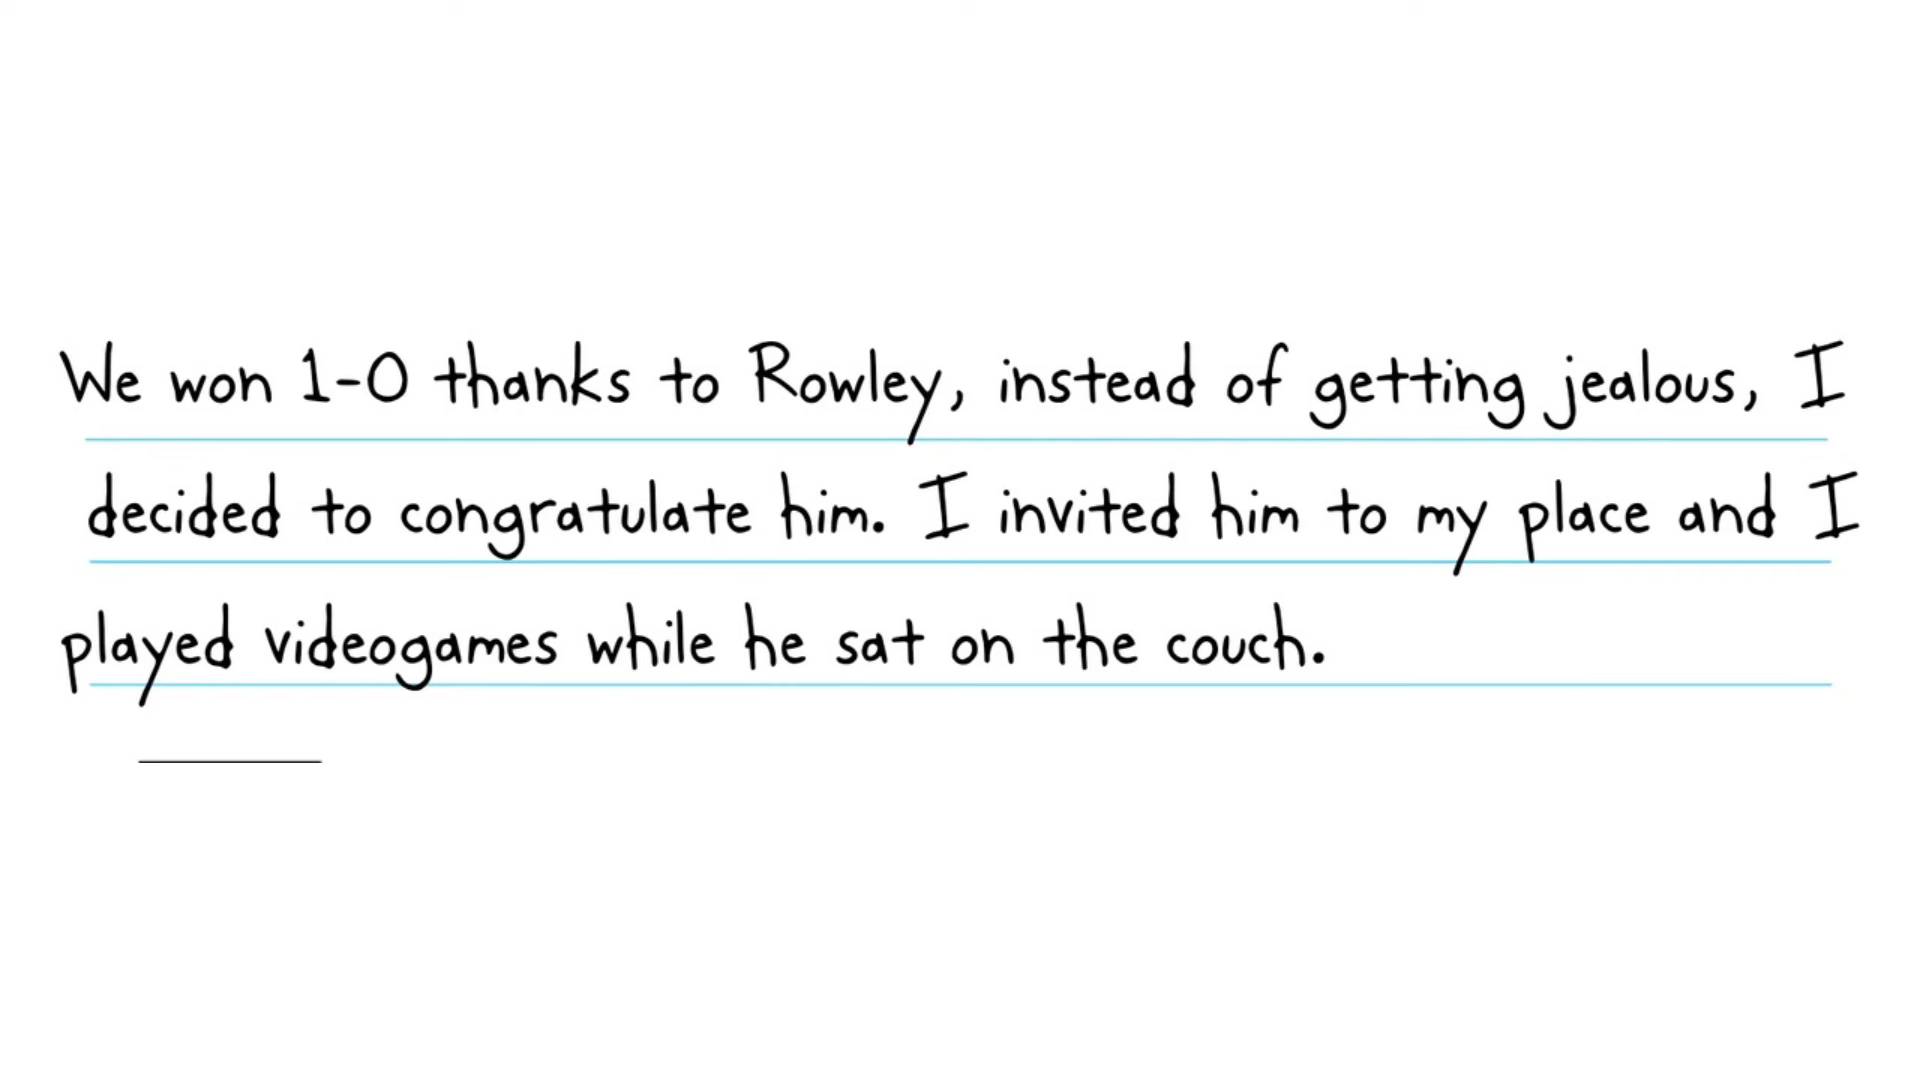 We won 1-0 thanks to Rowley, instead of getting jealous, I
decided to congratulate him. I invited him to my place and I
played videogames while he sat on the couch.